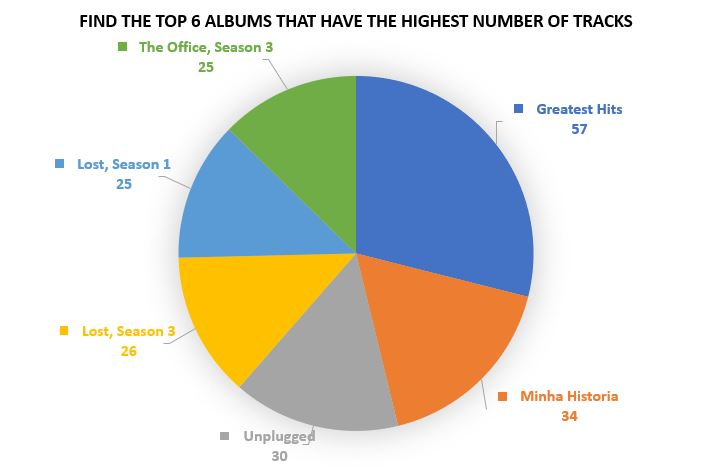 FIND THE TOP 6 ALBUMS THAT HAVE THE HIGHEST NUMBER OF TRACKS
The Office, Season 3
25
Greatest Hits
57
Lost, Season 1
25
Lost, Season 3
26
Minha Historia
34
Unplugged
30